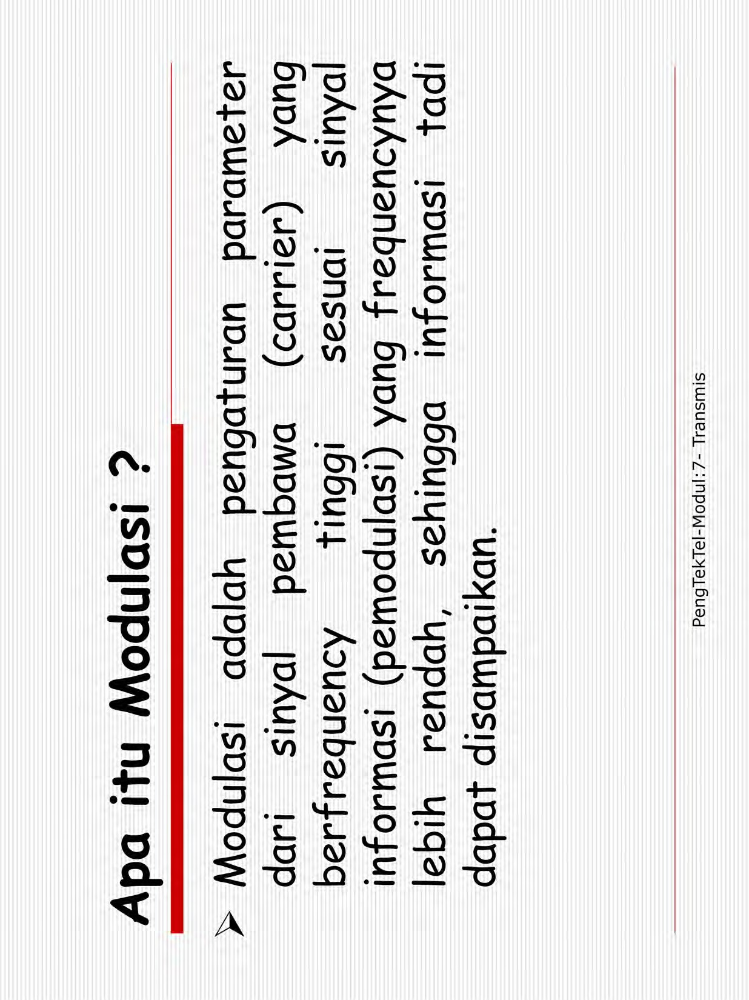 Apa itu Modulasi ?
➢ Modulasi adalah pengaturan parameter
dari sinyal pembawa (carrier) yang
berfrequency tinggi sesuai sinyal
informasi (pemodulasi) yang frequencynya
lebih rendah, sehingga informasi tadi
dapat disampaikan.
PengTekTel-Modul:7- Transmis